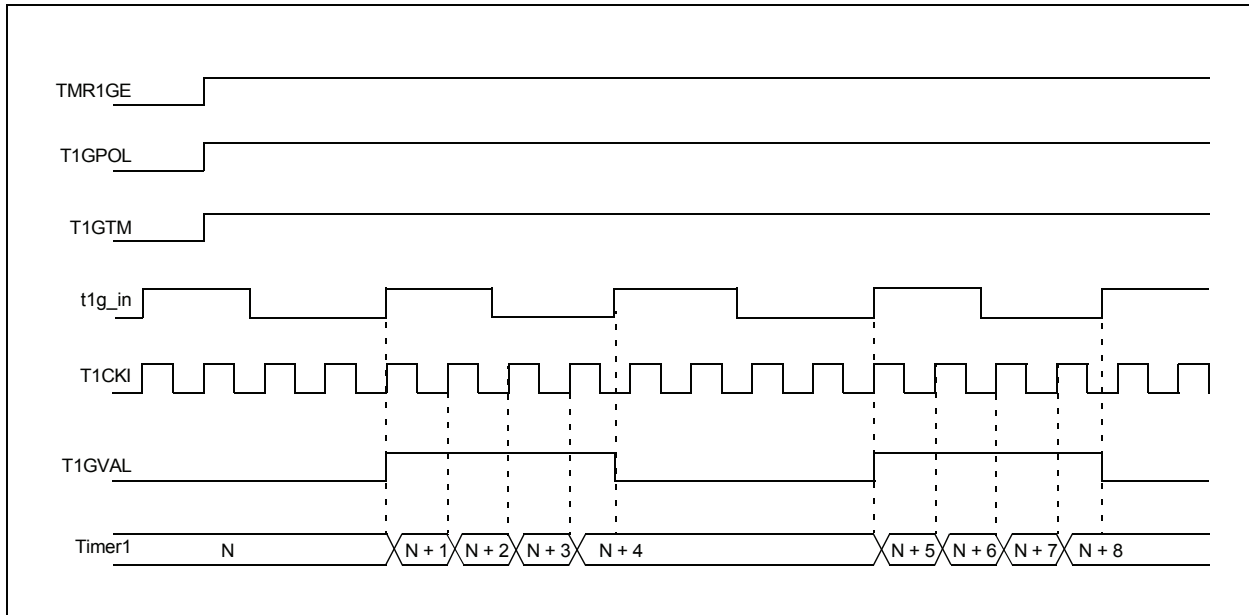 TMR1GE
T1GPOL
T1GTM
t1g_in
T1CKI
T1GVAL
Timer1 N N + 1 N + 2 N + 3 N + 4 N + 5 N + 6 N + 7 N + 8